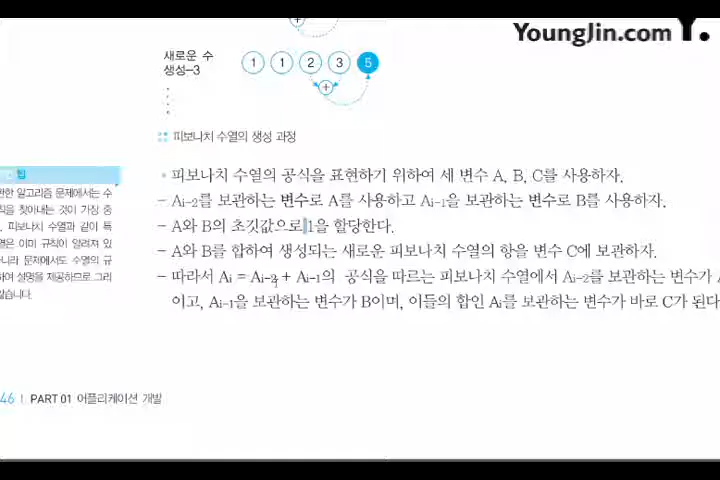 YoungJin.com Y.
+
새로운 수
생성-3
1 1 2 3 5
+
피보나치 수열의 생성 과정
팁
한 알고리즘 문제에서는 수
칙을 찾아내는 것이 가장 중
. 피보나치 수열과 같이 특
열은 이미 규칙이 알려져 있
니라 문제에서도 수열의 규
하여 설명을 제공하므로 그리
않습니다.
• 피보나치 수열의 공식을 표현하기 위하여 세 변수 A, B, C를 사용하자.
- Ai-2를 보관하는 변수로 A를 사용하고 Ai-1을 보관하는 변수로 B를 사용하자.
- A와 B의 초깃값으로 1을 할당한다.
- A와 B를 합하여 생성되는 새로운 피보나치 수열의 항을 변수 C에 보관하자.
- 따라서 Ai = Ai-2 + Ai-1의 공식을 따르는 피보나치 수열에서 Ai-2를 보관하는 변수가 A
이고, Ai-1을 보관하는 변수가 B이며, 이들의 합인 Ai를 보관하는 변수가 바로 C가 된다
46 | PART 01 어플리케이션 개발